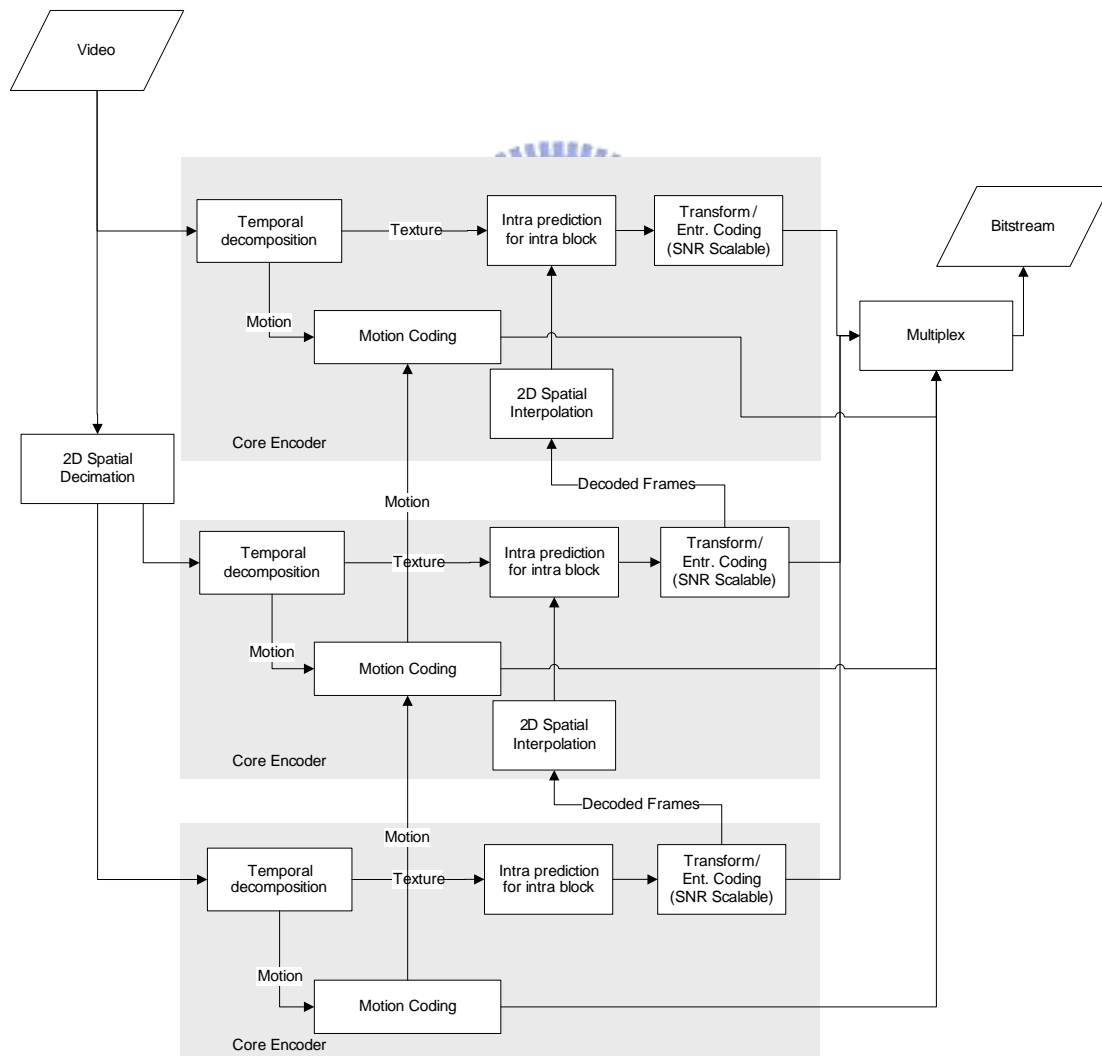 Video
Temporal
decomposition
Texture
Intra prediction
for intra block
Transform/
Entr. Coding
(SNR Scalable)
Bitstream
Motion
Motion Coding
Multiplex
2D Spatial
Interpolation
Core Encoder
2D Spatial
Decimation
Decoded Frames
Motion
Temporal
decomposition
Texture
Intra prediction
for intra block
Transform/
Entr. Coding
(SNR Scalable)
Motion
Motion Coding
2D Spatial
Interpolation
Core Encoder
Decoded Frames
Motion
Temporal
decomposition
Texture
Intra prediction
for intra block
Transform/
Ent. Coding
(SNR Scalable)
Motion
Motion Coding
Core Encoder